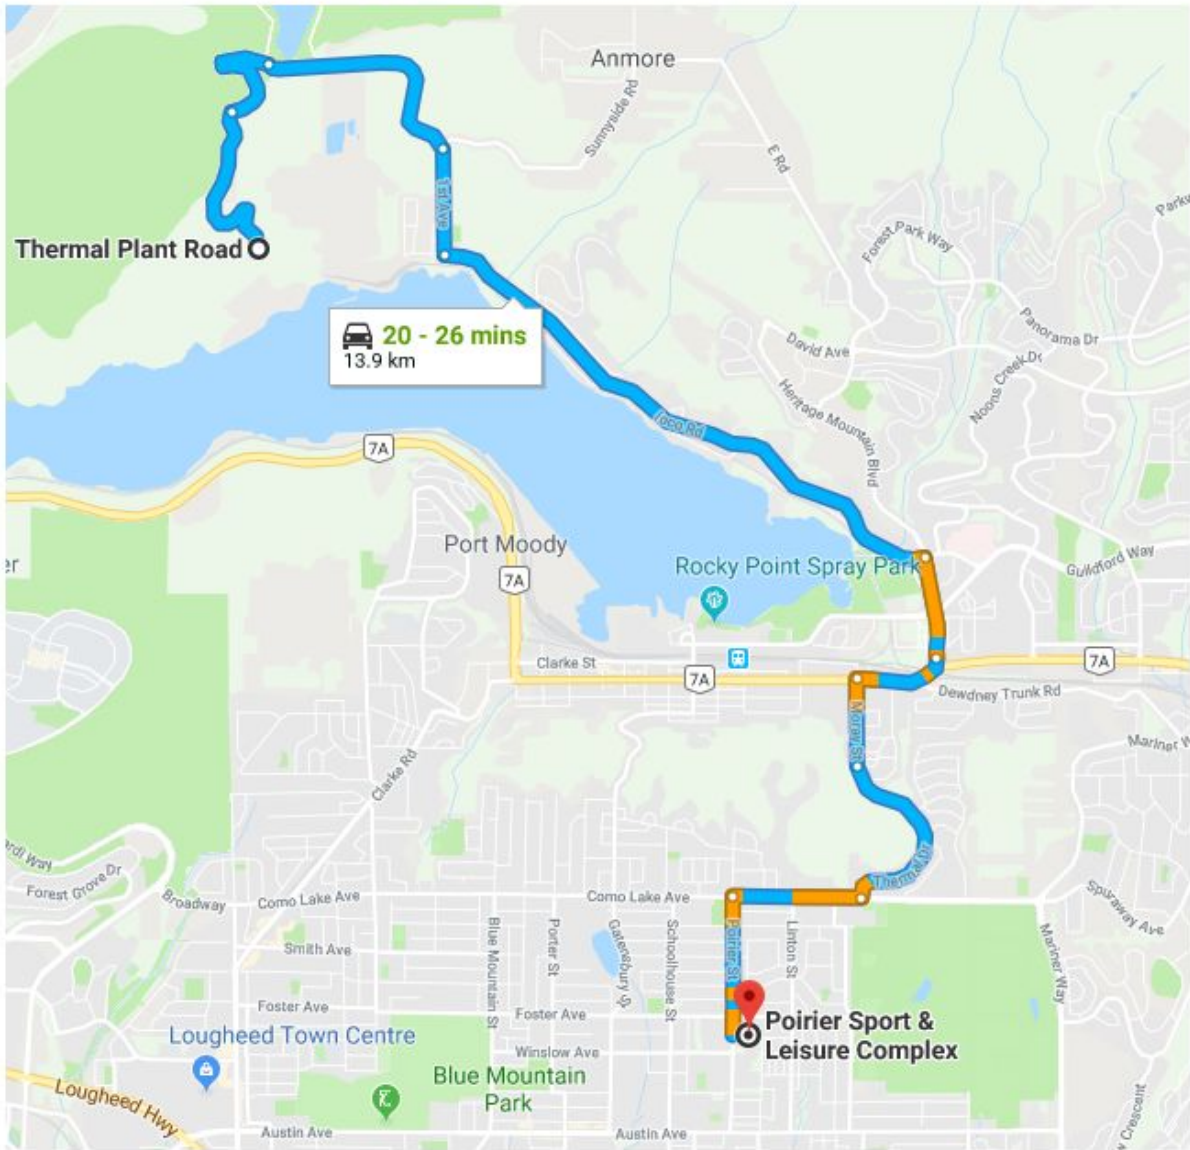 Anmore
Sunnyside Rd
E Rd
1st Ave
Forest Park Way
Thermal Plant Road
20 - 26 mins
13.9 km
David Ave
Panorama Dr
Noons Creek Dr
Heritage Mountain Blvd
Ioco Rd
7A
Port Moody
7A
Rocky Point Spray Park
Guildford Way
Clarke St
7A
7A
Dewdney Trunk Rd
Moray St
Mariner W
Clarke Rd
Thermal Dr
Forest Grove Dr
Broadway
Como Lake Ave
Como Lake Ave
Spuraway Ave
Mariner Way
Smith Ave
Blue Mountain St
Porter St
Gatensbury St
Schoolhouse St
Poirier St
Linton St
Foster Ave
Foster Ave
Poirier Sport &
Leisure Complex
Lougheed Town Centre
Winslow Ave
Blue Mountain
Park
Lougheed Hwy
Austin Ave
Austin Ave
Crescent